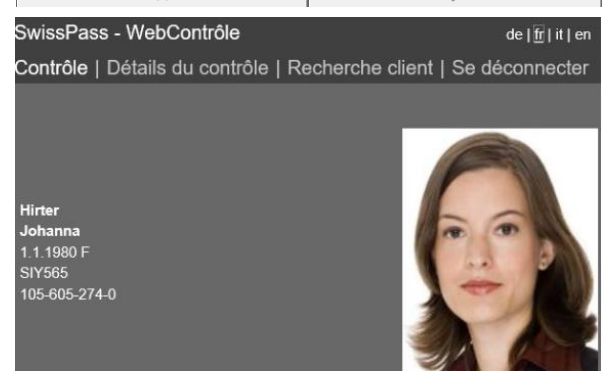 SwissPass - WebContrôle
de | fr | it | en
Contrôle | Détails du contrôle | Recherche client | Se déconnecter
Hirter
Johanna
1.1.1980 F
SIY565
105-605-274-0